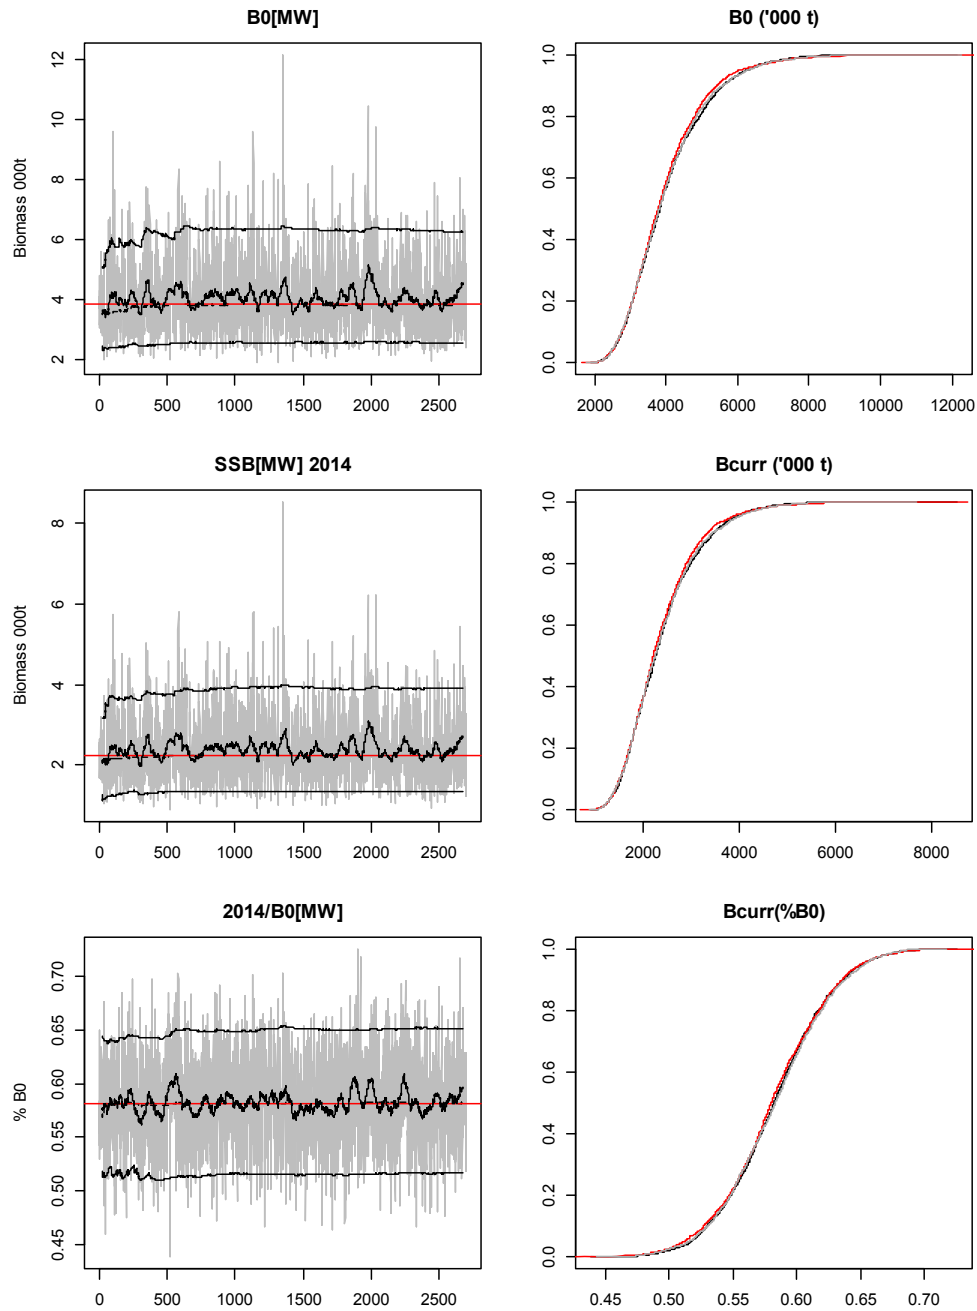 B0[MW]
Biomass 000t
2 4 6 8 10 12
0 500 1000 1500 2000 2500
B0 ('000 t)
0.0 0.2 0.4 0.6 0.8 1.0
2000 4000 6000 8000 10000 12000
SSB[MW] 2014
Biomass 000t
2 4 6 8
0 500 1000 1500 2000 2500
Bcurr ('000 t)
0.0 0.2 0.4 0.6 0.8 1.0
2000 4000 6000 8000
2014/B0[MW]
% B0
0.45 0.50 0.55 0.60 0.65 0.70
0 500 1000 1500 2000 2500
Bcurr(%B0)
0.0 0.2 0.4 0.6 0.8 1.0
0.45 0.50 0.55 0.60 0.65 0.70